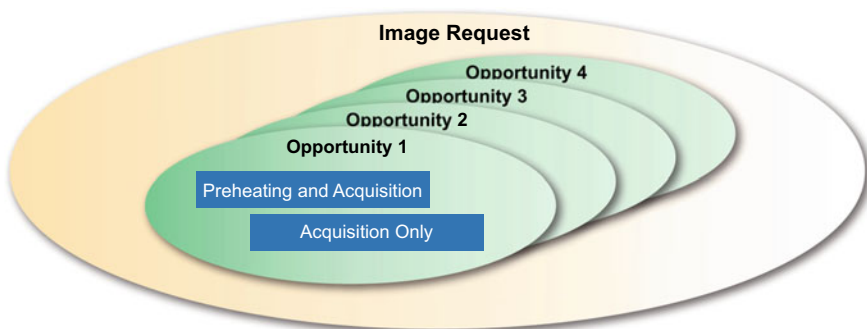 Image Request
Opportunity 4
Opportunity 3
Opportunity 2
Opportunity 1
Preheating and Acquisition
Acquisition Only